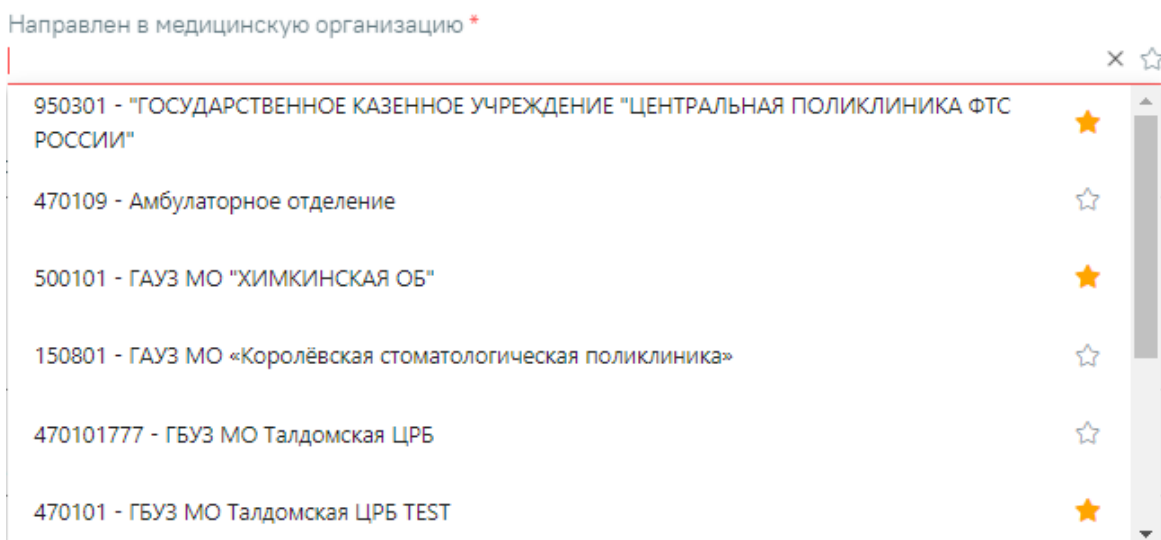 Направлен в медицинскую организацию *
950301 - "ГОСУДАРСТВЕННОЕ КАЗЕННОЕ УЧРЕЖДЕНИЕ "ЦЕНТРАЛЬНАЯ ПОЛИКЛИНИКА ФТС
РОССИИ"
470109 - Амбулаторное отделение
500101 - ГАУЗ МО "ХИМКИНСКАЯ ОБ"
150801 - ГАУЗ МО «Королёвская стоматологическая поликлиника»
470101777 - ГБУЗ МО Талдомская ЦРБ
470101 - ГБУЗ МО Талдомская ЦРБ TEST